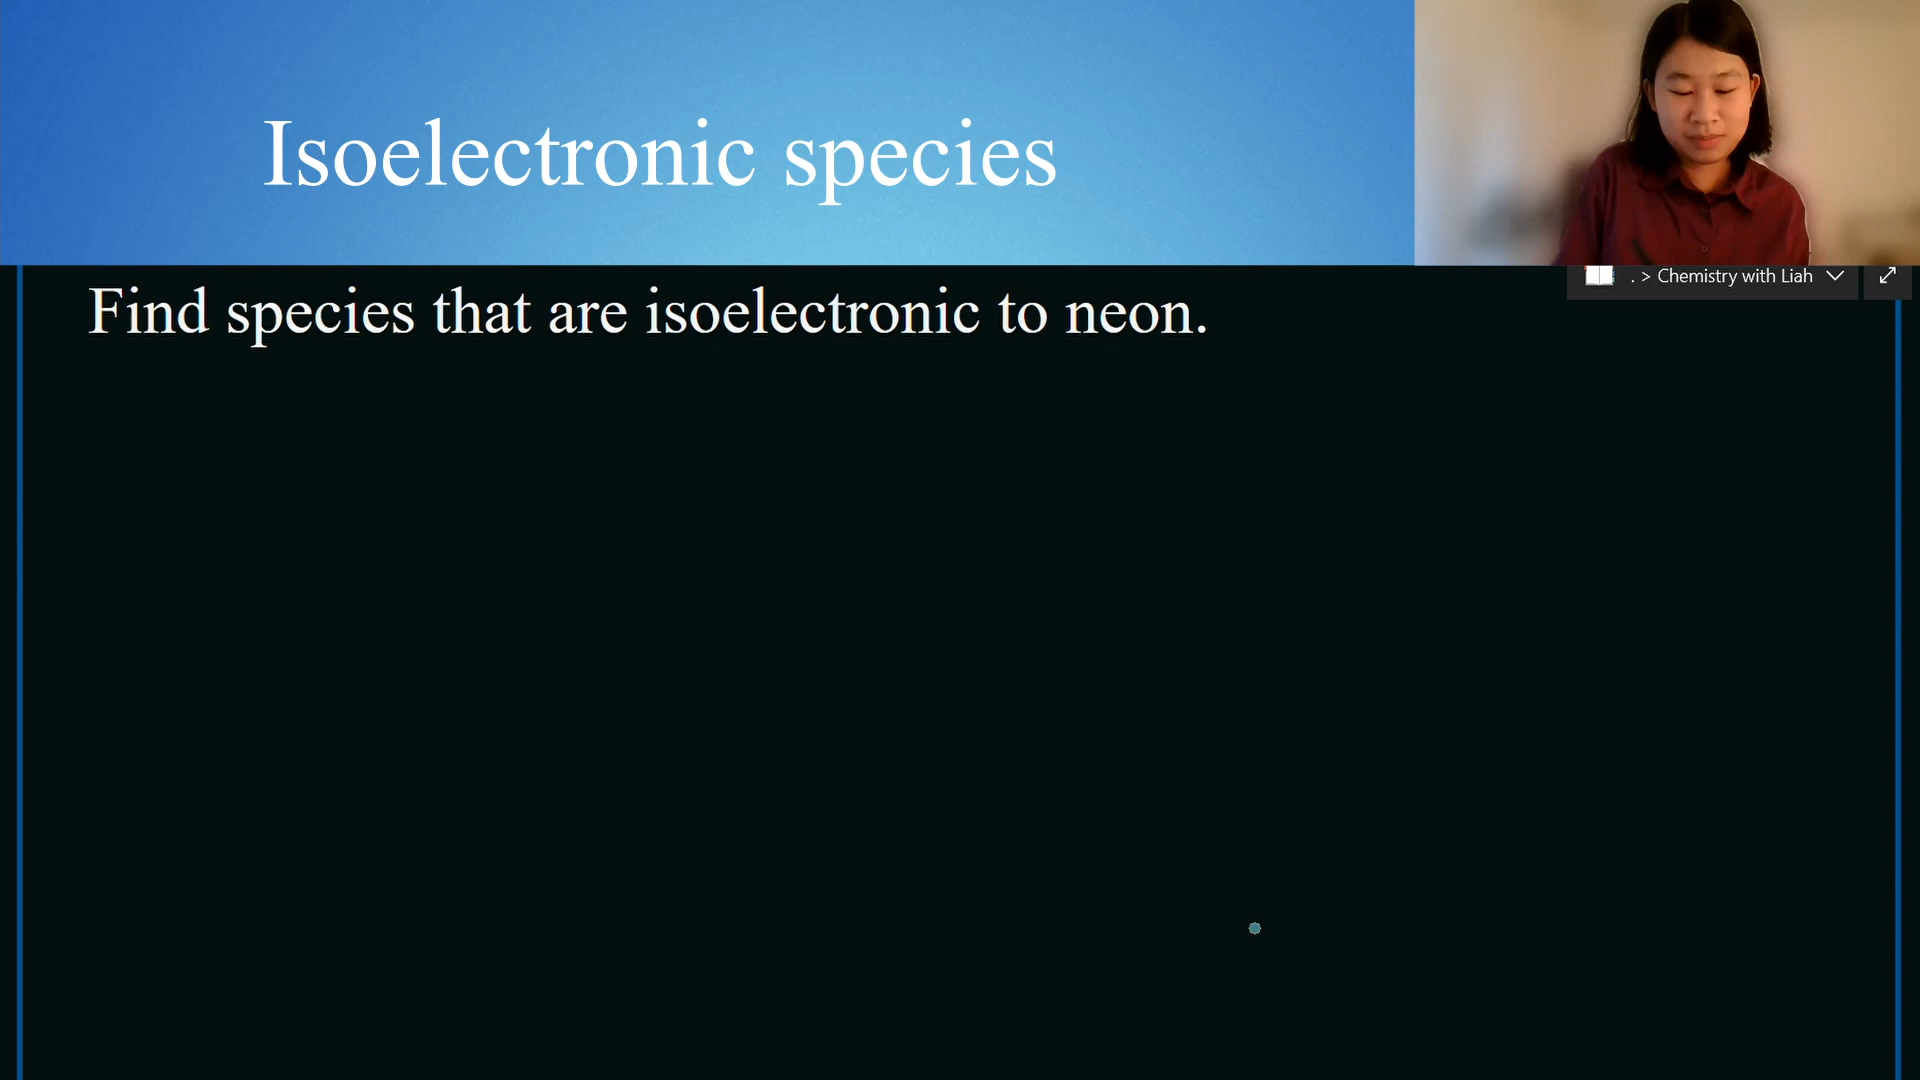 Isoelectronic species
. > Chemistry with Liah
Find species that are isoelectronic to neon.